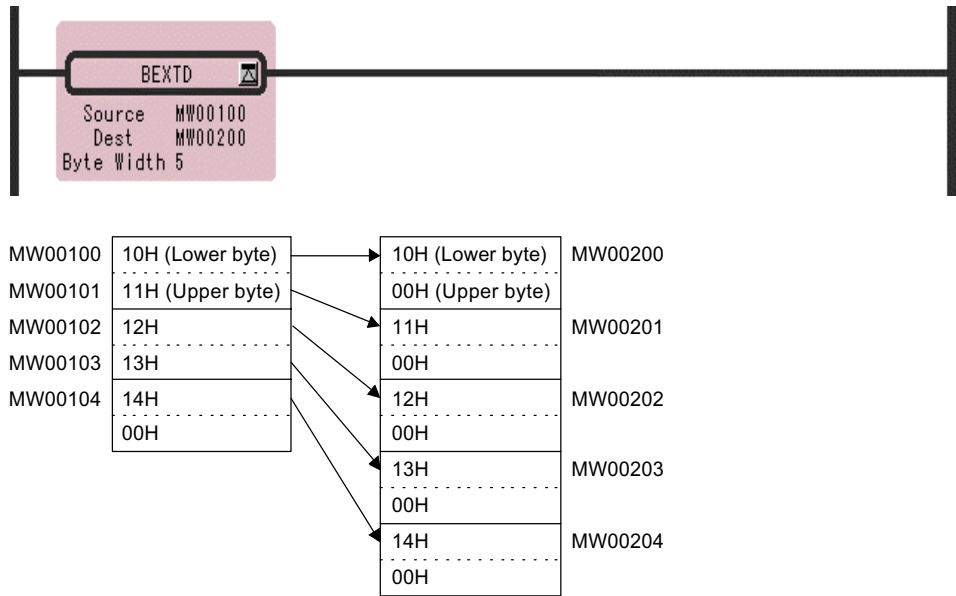 BEXTD
Source MW00100
Dest MW00200
Byte Width 5
MW00100 10H (Lower byte) 10H (Lower byte) MW00200
MW00101 11H (Upper byte) 00H (Upper byte)
MW00102 12H 11H MW00201
MW00103 13H 00H
MW00104 14H 12H MW00202
00H 00H
13H MW00203
00H
14H MW00204
00H